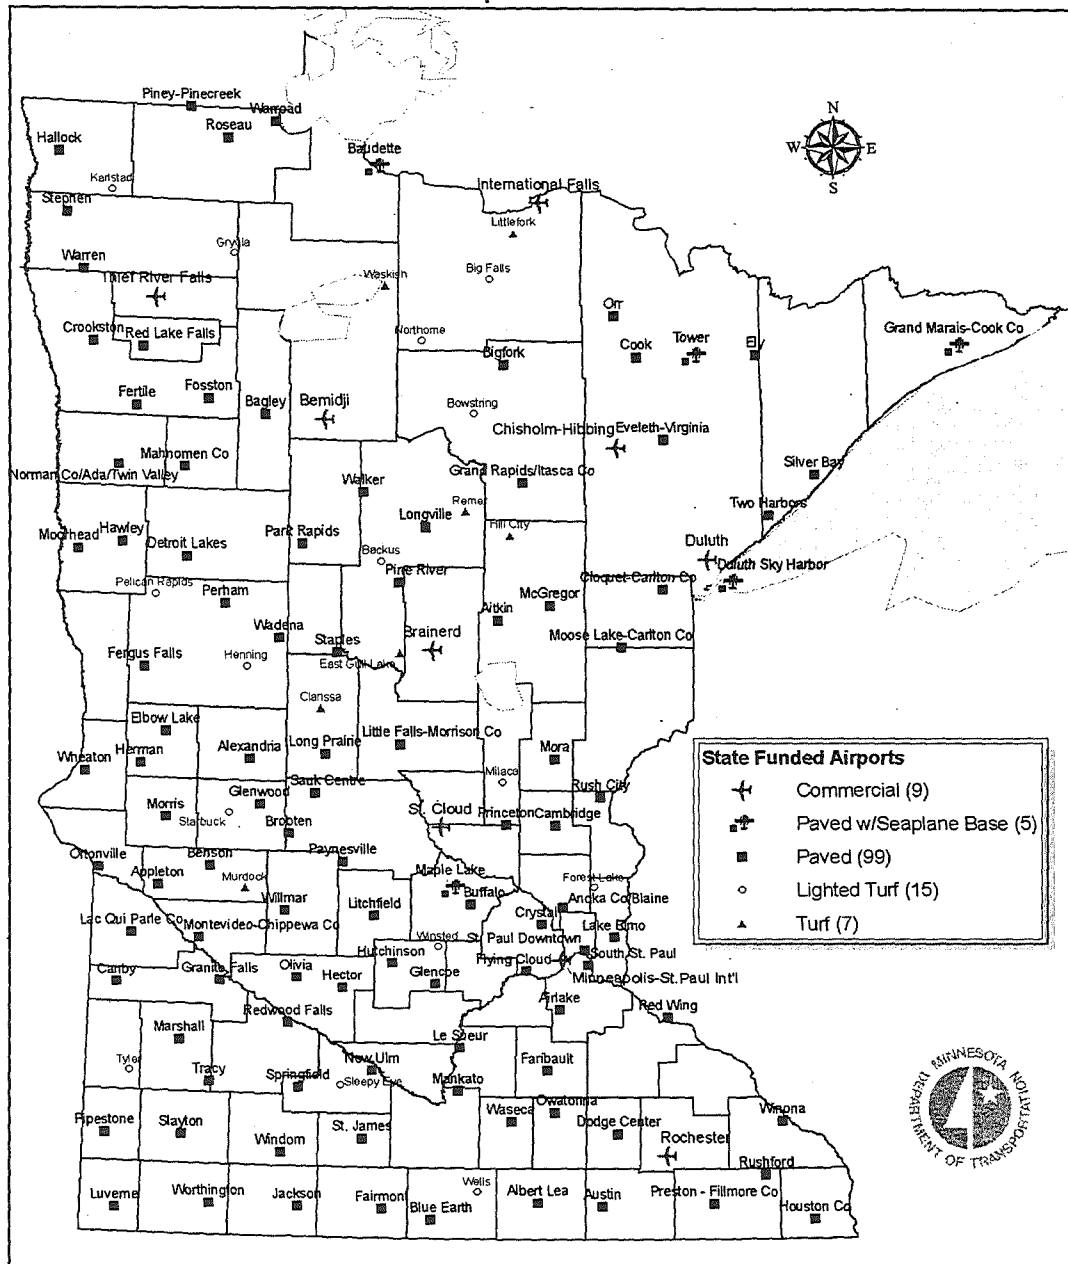 Piney-Pinecreek
Warroad
Roseau
Hallock
Baudette
Karlstad
International Falls
Stephen
Littlefork
Grygla
Warren
Big Falls
Waskish
Thief River Falls
Orr
Crookston
Red Lake Falls
Northome
Grand Marais-Cook Co
Cook
Tower
Bigfork
Fosston
Fertile
Bagley
Bemidji
Bowstring
Chisholm-Hibbing
Eveleth-Virginia
Mahnomen Co
Silver Bay
Norman Co/Ada/Twin Valley
Walker
Grand Rapids/Itasca Co
Remer
Two Harbors
Moorhead
Hawley
Park Rapids
Longville
Hill City
Detroit Lakes
Backus
Duluth
Duluth Sky Harbor
Pelican Rapids
Pine River
Cloquet-Carlton Co
Perham
McGregor
Aitkin
Wadena
Staples
Brainerd
Moose Lake-Carlton Co
Fergus Falls
Henning
East Gull Lake
Clarissa
Elbow Lake
Little Falls-Morrison Co
Wheaton
Herman
Alexandria
Long Prairie
Mora
Sauk Centre
Milaca
Rush City
Morris
Glenwood
Starbuck
St. Cloud
Princeton
Cambridge
Brooten
Ortonville
Benson
Paynesville
Appleton
Murdock
Maple Lake
Forest Lake
Willmar
Buffalo
Anoka Co/Blaine
Lac Qui Parle Co
Montevideo-Chippewa Co
Litchfield
Crystal
Lake Elmo
Winsted
St. Paul Downtown
Hutchinson
Flying Cloud
South St. Paul
Canby
Granite Falls
Olivia
Hector
Glencoe
Minneapolis-St. Paul Int'l
Airlake
Red Wing
Redwood Falls
Marshall
Le Sueur
Faribault
Tyler
Tracy
Springfield
New Ulm
Sleepy Eye
Mankato
Waseca
Owatonna
Pipestone
Slayton
St. James
Dodge Center
Winona
Windom
Rochester
Rushford
Luverne
Worthington
Jackson
Fairmont
Wells
Blue Earth
Albert Lea
Austin
Preston - Fillmore Co
Houston Co
N
W
E
S
State Funded Airports
Commercial (9)
Paved w/Seaplane Base (5)
Paved (99)
Lighted Turf (15)
Turf (7)
MINNESOTA
DEPARTMENT OF TRANSPORTATION